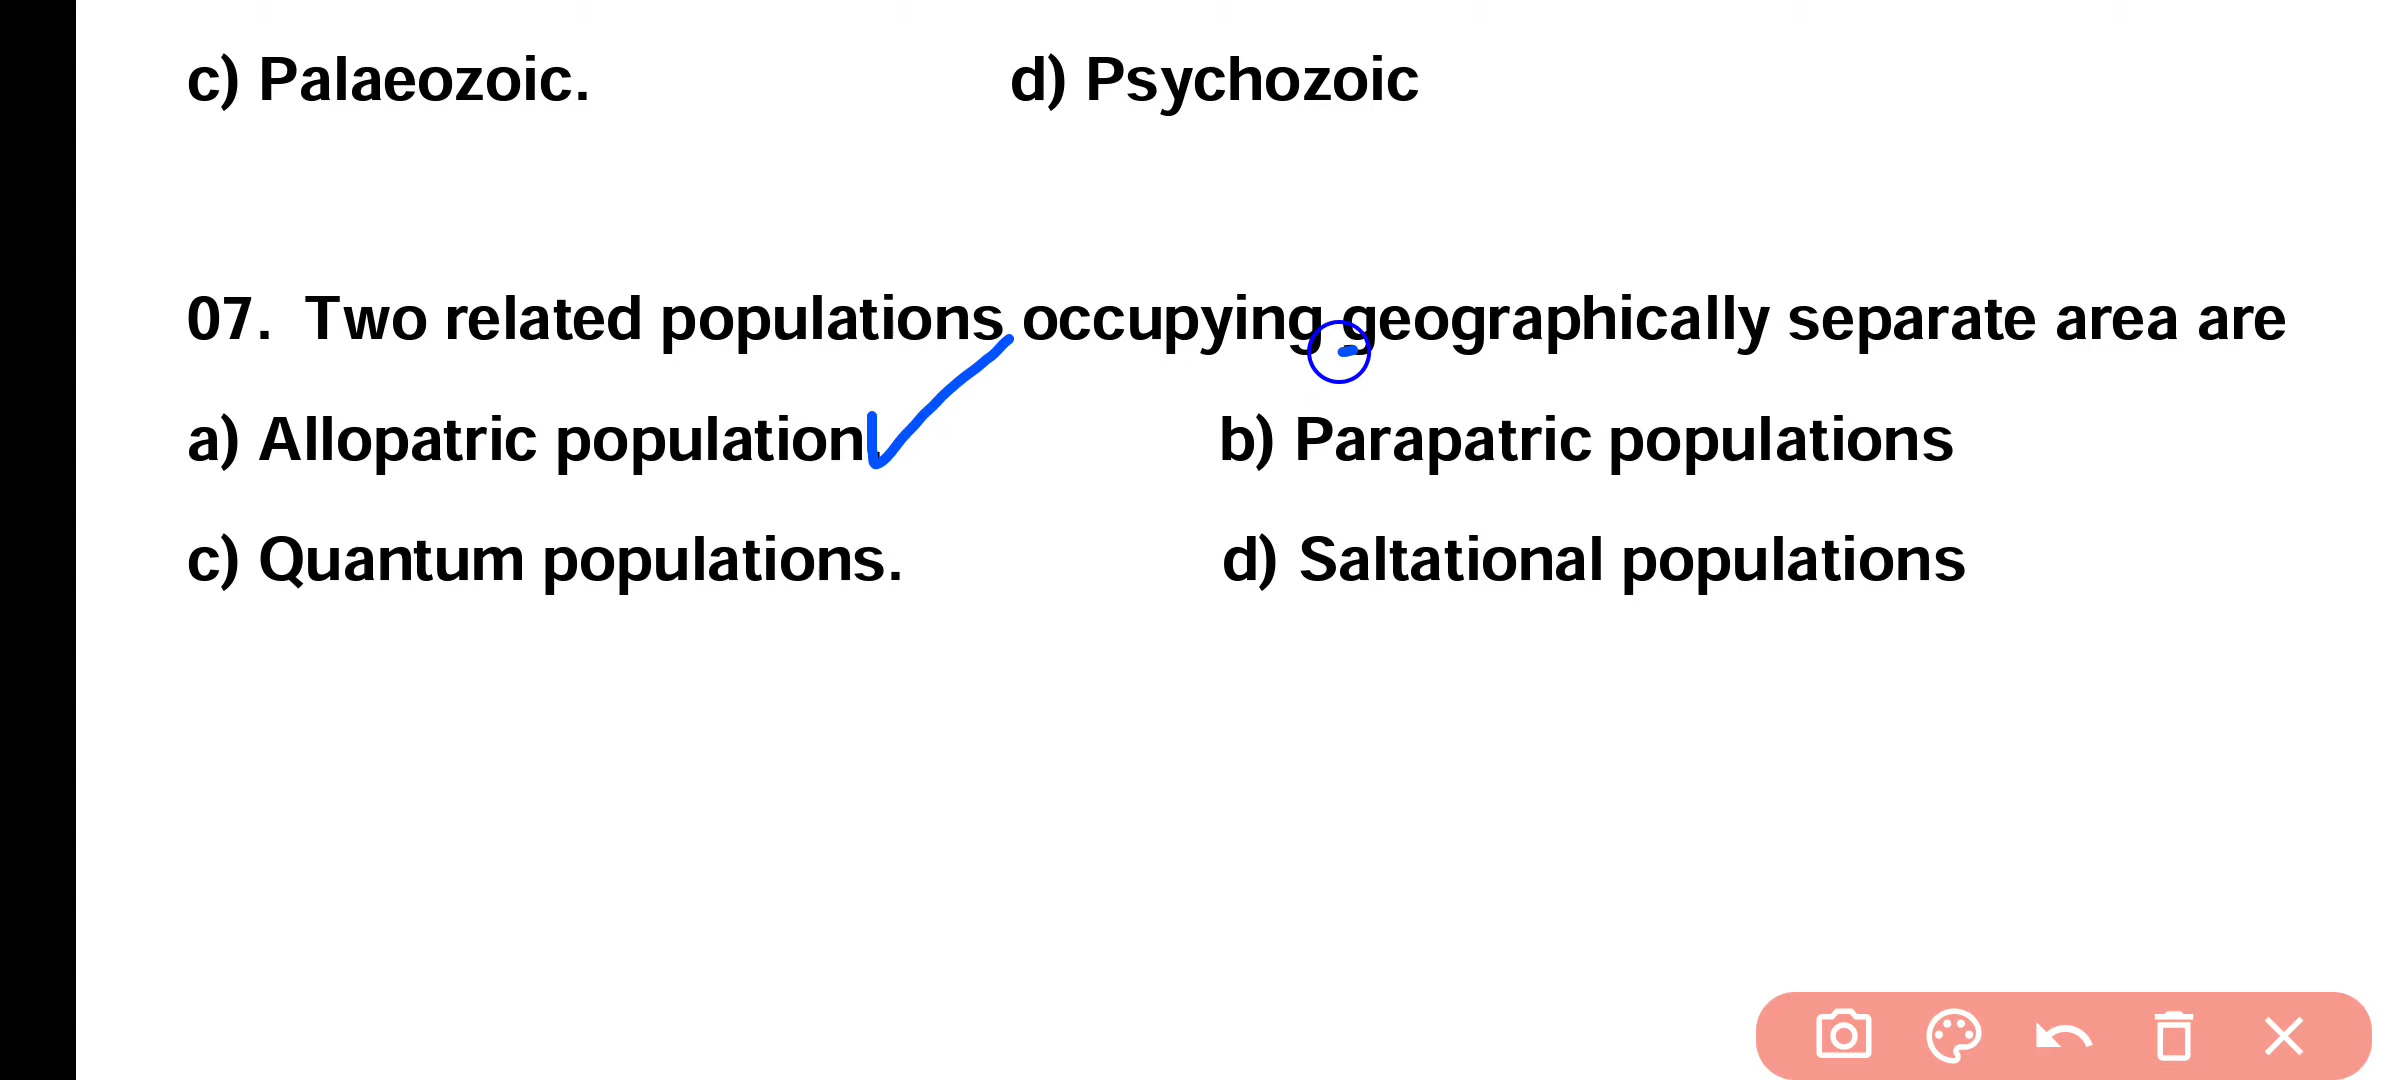 c) Palaeozoic. d) Psychozoic
07. Two related populations occupying geographically separate area are
a) Allopatric population. b) Parapatric populations
c) Quantum populations. d) Saltational populations